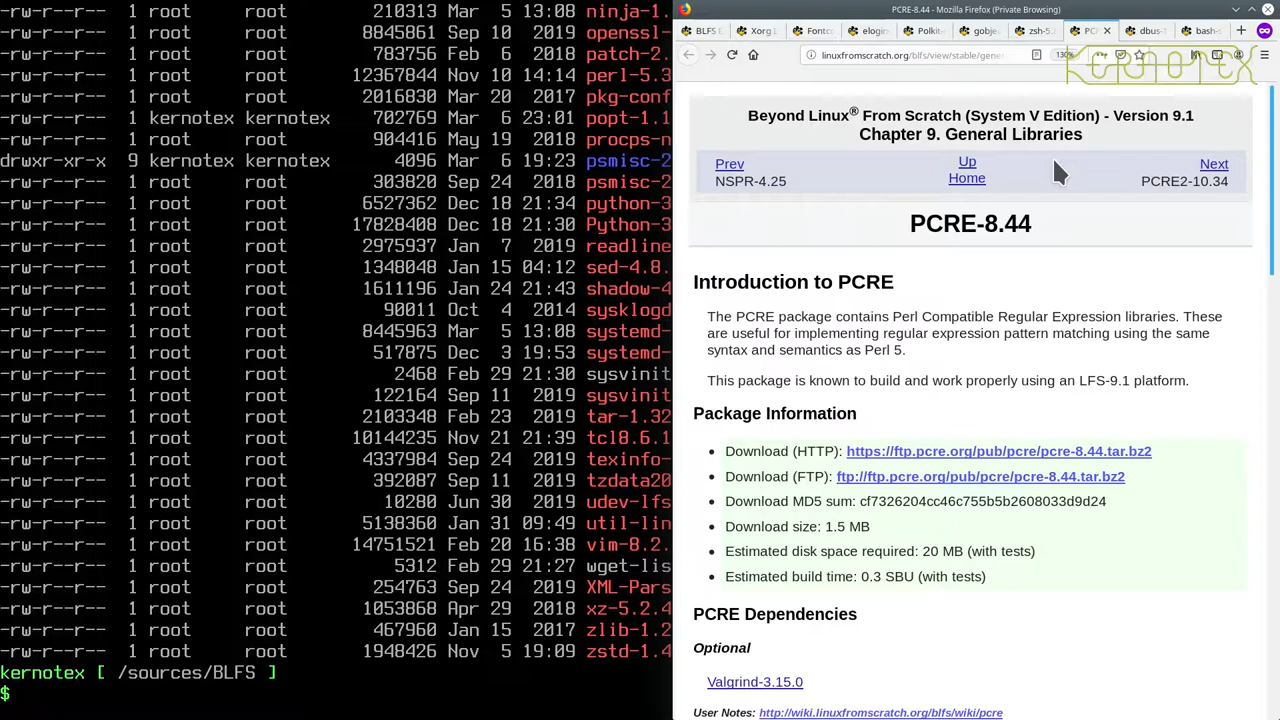 -rw-r--r-- 1 root root 210313 Mar 5 13:08 ninja-1.
-rw-r--r-- 1 root root 8845861 Sep 10 2019 openssl-
-rw-r--r-- 1 root root 783756 Feb 6 2018 patch-2.
-rw-r--r-- 1 root root 12367844 Nov 10 14:14 perl-5.3
-rw-r--r-- 1 root root 2016830 Mar 20 2017 pkg-conf
-rw-r--r-- 1 kernotex kernotex 702769 Mar 6 23:01 popt-1.1
-rw-r--r-- 1 root root 904416 May 19 2018 procps-n
drwxr-xr-x 9 kernotex kernotex 4096 Mar 6 19:23 psmisc-2
-rw-r--r-- 1 root root 303820 Sep 24 2018 psmisc-2
-rw-r--r-- 1 root root 6527362 Dec 18 21:34 python-3
-rw-r--r-- 1 root root 17828408 Dec 18 21:30 Python-3
-rw-r--r-- 1 root root 2975937 Jan 7 2019 readline
-rw-r--r-- 1 root root 1348048 Jan 15 04:12 sed-4.8.
-rw-r--r-- 1 root root 1611196 Jan 24 21:43 shadow-4
-rw-r--r-- 1 root root 90011 Oct 4 2014 sysklogd
-rw-r--r-- 1 root root 8445963 Mar 5 13:08 systemd-
-rw-r--r-- 1 root root 517875 Dec 3 19:53 systemd-
-rw-r--r-- 1 root root 2468 Feb 29 21:30 sysvinit
-rw-r--r-- 1 root root 122164 Sep 11 2019 sysvinit
-rw-r--r-- 1 root root 2103348 Feb 23 2019 tar-1.32
-rw-r--r-- 1 root root 10144235 Nov 21 21:39 tcl8.6.1
-rw-r--r-- 1 root root 4337984 Sep 24 2019 texinfo-
-rw-r--r-- 1 root root 392087 Sep 11 2019 tzdata20
-rw-r--r-- 1 root root 10280 Jun 30 2019 udev-lfs
-rw-r--r-- 1 root root 5138360 Jan 31 09:49 util-lin
-rw-r--r-- 1 root root 14751521 Feb 20 16:38 vim-8.2.
-rw-r--r-- 1 root root 5312 Feb 29 21:27 wget-lis
-rw-r--r-- 1 root root 254763 Sep 24 2019 XML-Pars
-rw-r--r-- 1 root root 1053868 Apr 29 2018 xz-5.2.4
-rw-r--r-- 1 root root 467960 Jan 15 2017 zlib-1.2
-rw-r--r-- 1 root root 1948426 Nov 5 19:09 zstd-1.4
kernotex [ /sources/BLFS ]
$
PCRE-8.44 - Mozilla Firefox (Private Browsing)
BLFS E Xorg L Fontc elogin Polkit gobje zsh-5. PC dbus-1 bash-s
linuxfromscratch.org/blfs/view/stable/gene 130%
kernotex
Beyond Linux® From Scratch (System V Edition) - Version 9.1
Chapter 9. General Libraries
Prev Up Next
NSPR-4.25 Home PCRE2-10.34
PCRE-8.44
Introduction to PCRE
The PCRE package contains Perl Compatible Regular Expression libraries. These
are useful for implementing regular expression pattern matching using the same
syntax and semantics as Perl 5.
This package is known to build and work properly using an LFS-9.1 platform.
Package Information
• Download (HTTP): https://ftp.pcre.org/pub/pcre/pcre-8.44.tar.bz2
• Download (FTP): ftp://ftp.pcre.org/pub/pcre/pcre-8.44.tar.bz2
• Download MD5 sum: cf7326204cc46c755b5b2608033d9d24
• Download size: 1.5 MB
• Estimated disk space required: 20 MB (with tests)
• Estimated build time: 0.3 SBU (with tests)
PCRE Dependencies
Optional
Valgrind-3.15.0
User Notes: http://wiki.linuxfromscratch.org/blfs/wiki/pcre